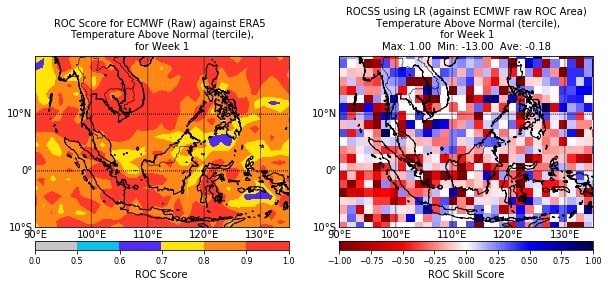 ROC Score for ECMWF (Raw) against ERA5
Temperature Above Normal (tercile),
for Week 1
10°N
0°
10°S
90°E 100°E 110°E 120°E 130°E
0.0 0.5 0.6 0.7 0.8 0.9 1.0
ROC Score
ROCSS using LR (against ECMWF raw ROC Area)
Temperature Above Normal (tercile),
for Week 1
Max: 1.00 Min: -13.00 Ave: -0.18
10°N
0°
10°S
90°E 100°E 110°E 120°E 130°E
−1.00 −0.75 −0.50 −0.25 0.00 0.25 0.50 0.75 1.00
ROC Skill Score